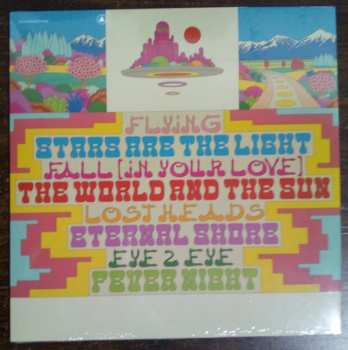 FLYING
STARS ARE THE LIGHT
FALL [IN YOUR LOVE]
THE WORLD AND THE SUN
LOST HEADS
ETERNAL SHORE
EYE 2 EYE
FEVER NIGHT